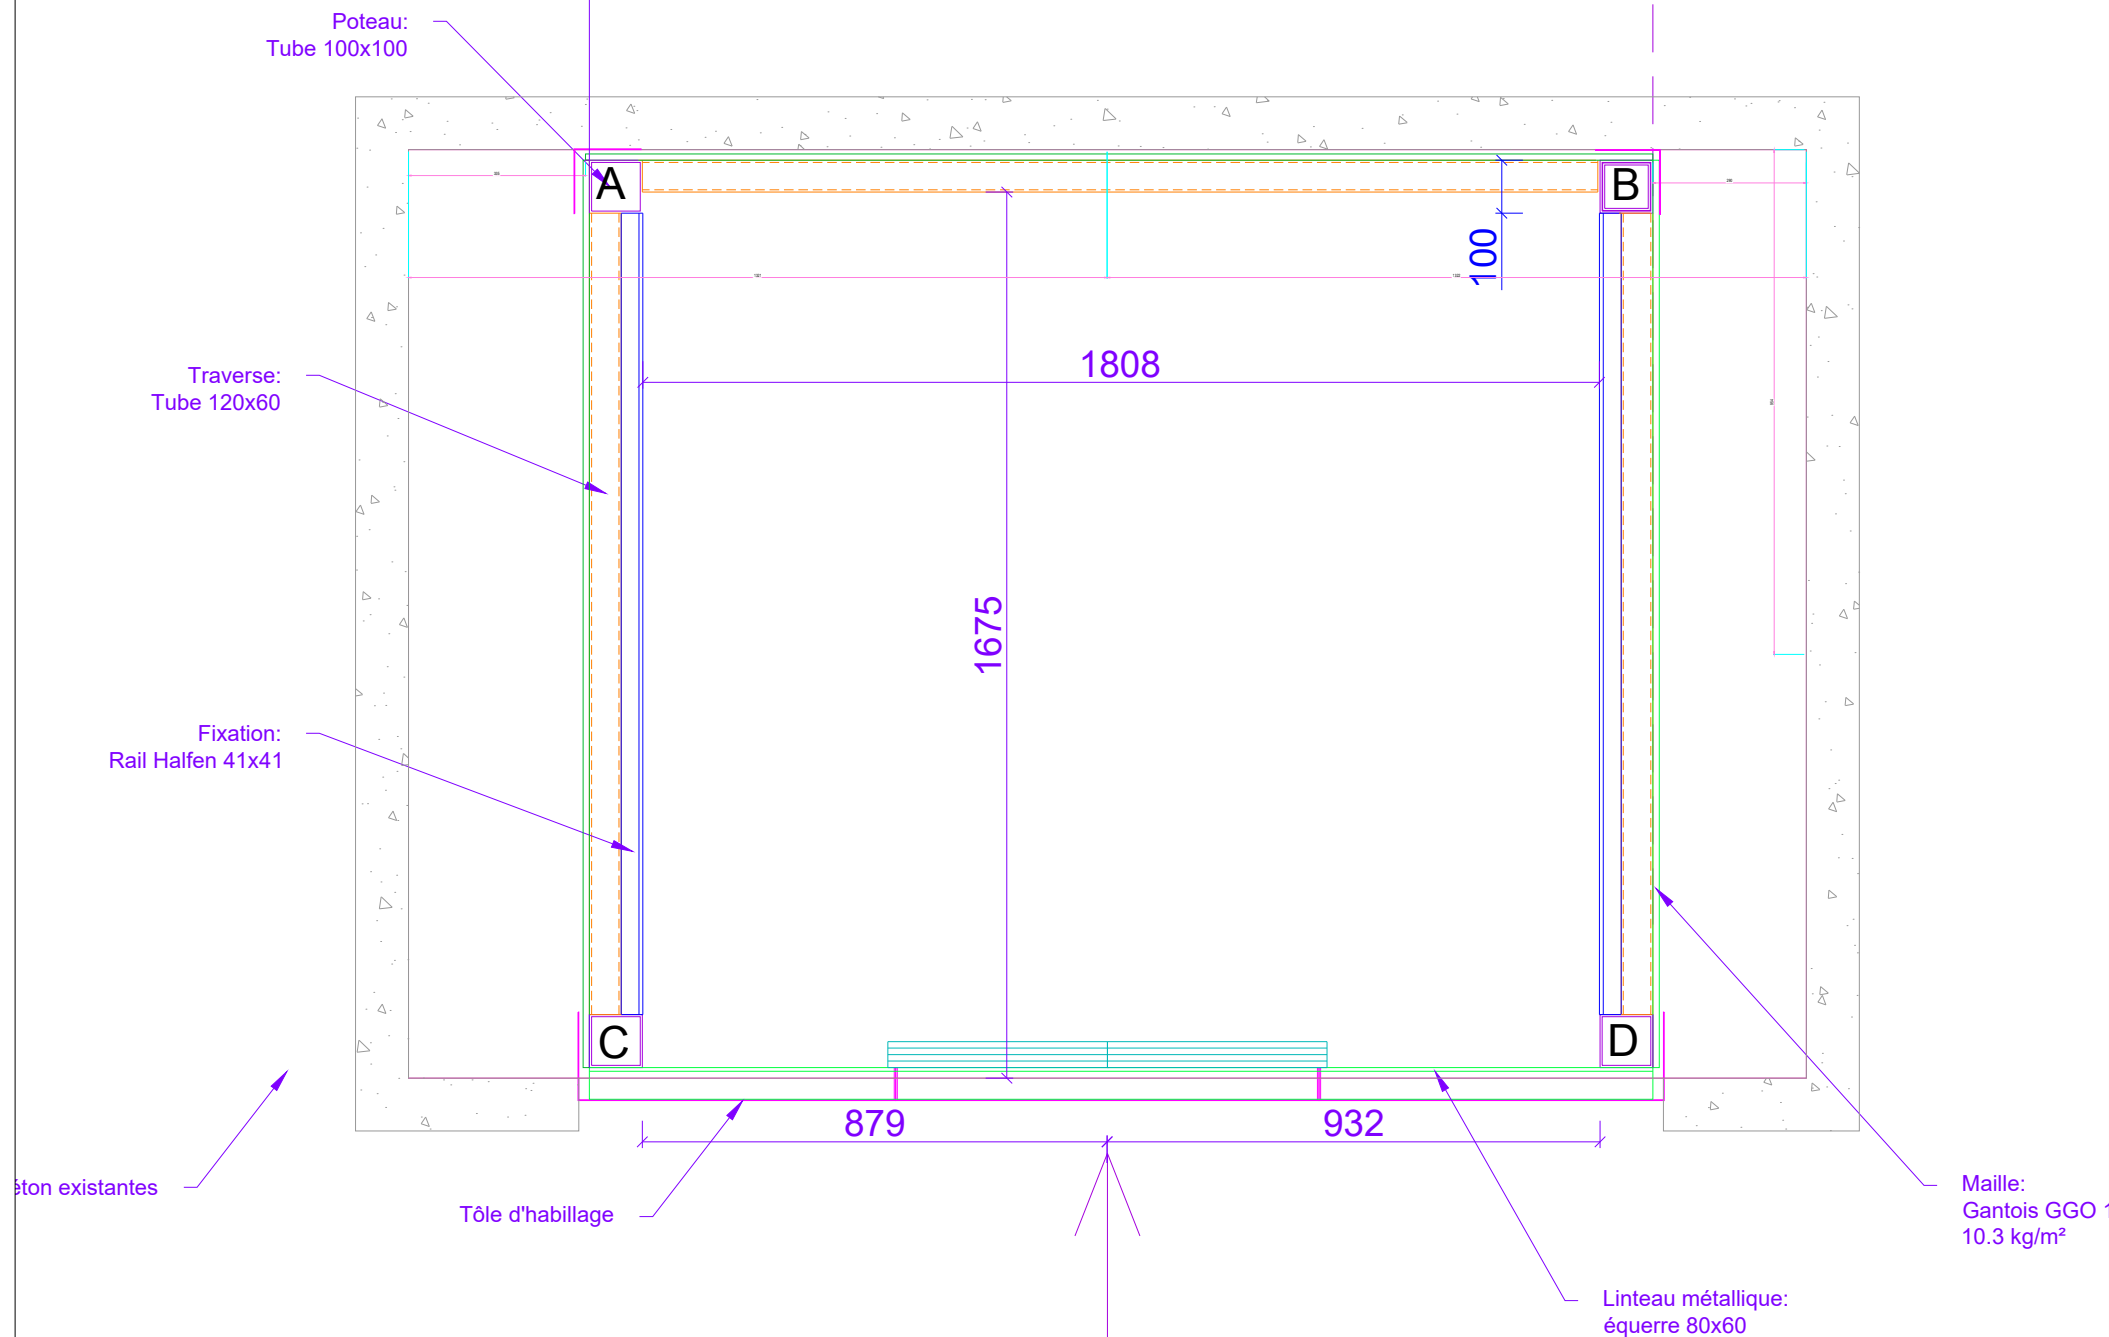 Poteau:
Tube 100x100
A
B
100
1808
Traverse:
Tube 120x60
1675
Fixation:
Rail Halfen 41x41
C
D
879
932
éton existantes
Tôle d'habillage
Maille:
Gantois GGO 1
10.3 kg/m²
Linteau métallique:
équerre 80x60